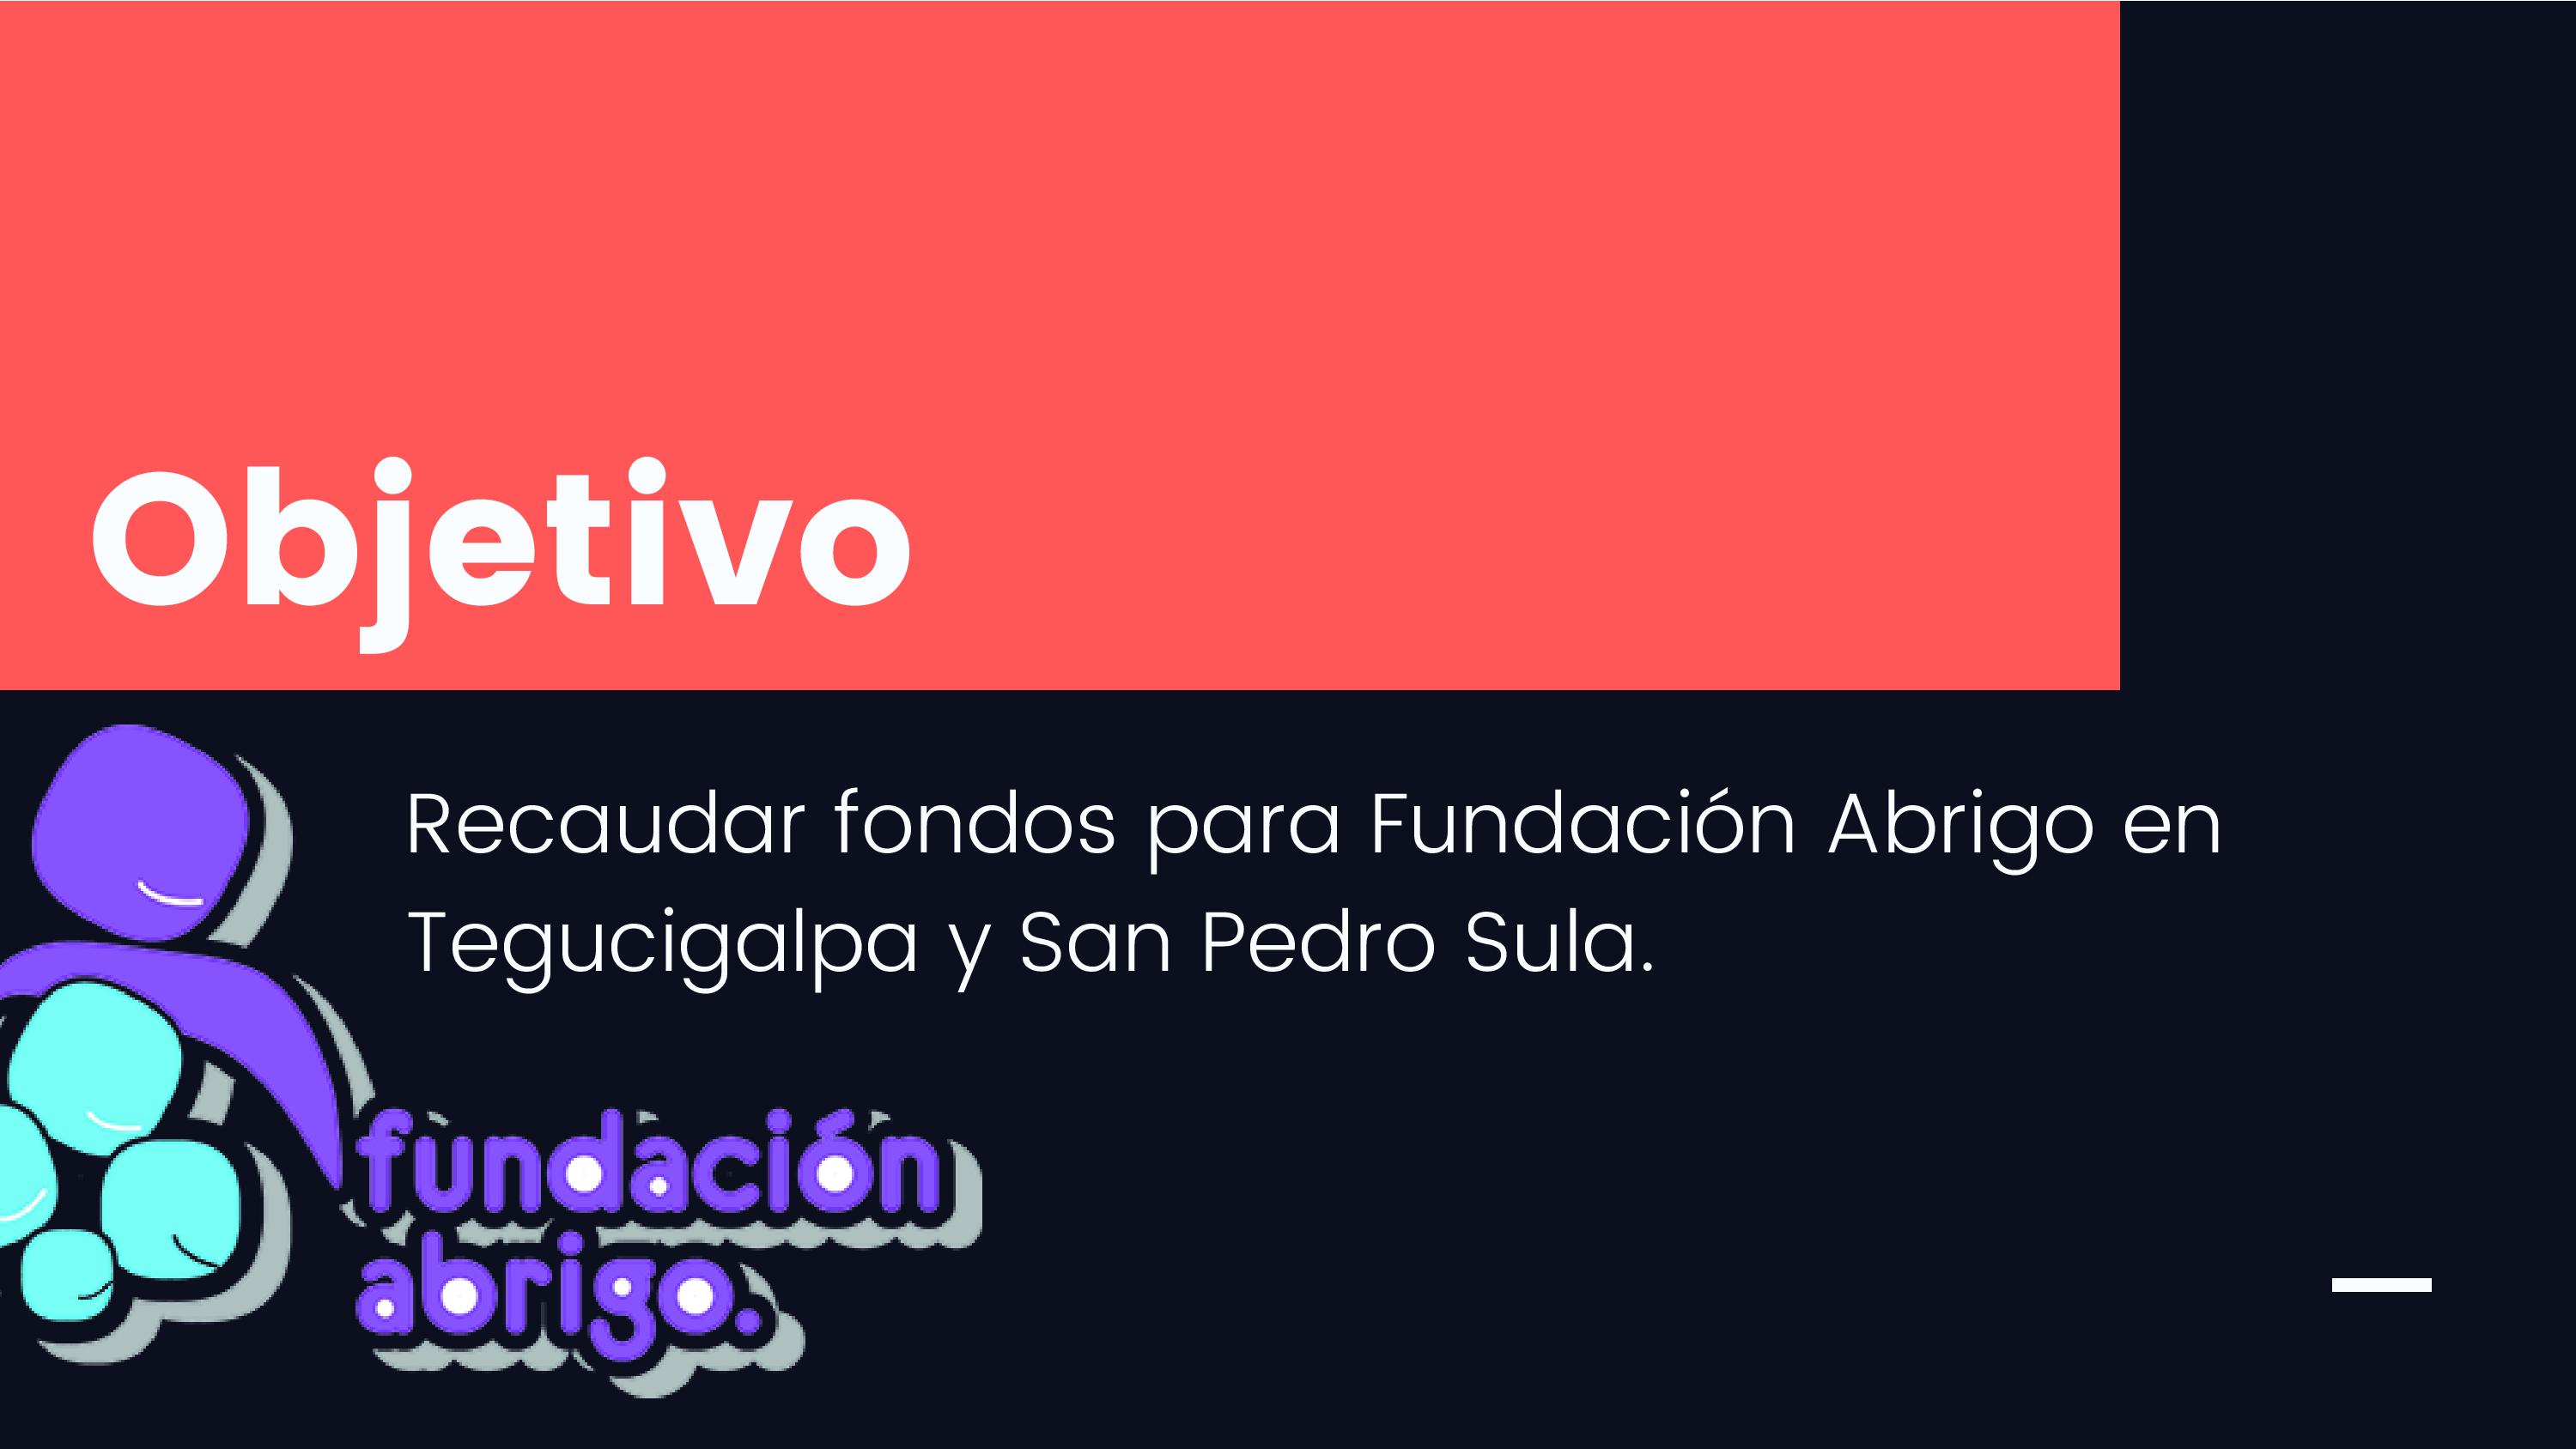 Objetivo
Recaudar fondos para Fundación Abrigo en
Tegucigalpa y San Pedro Sula.
fundación
abrigo.